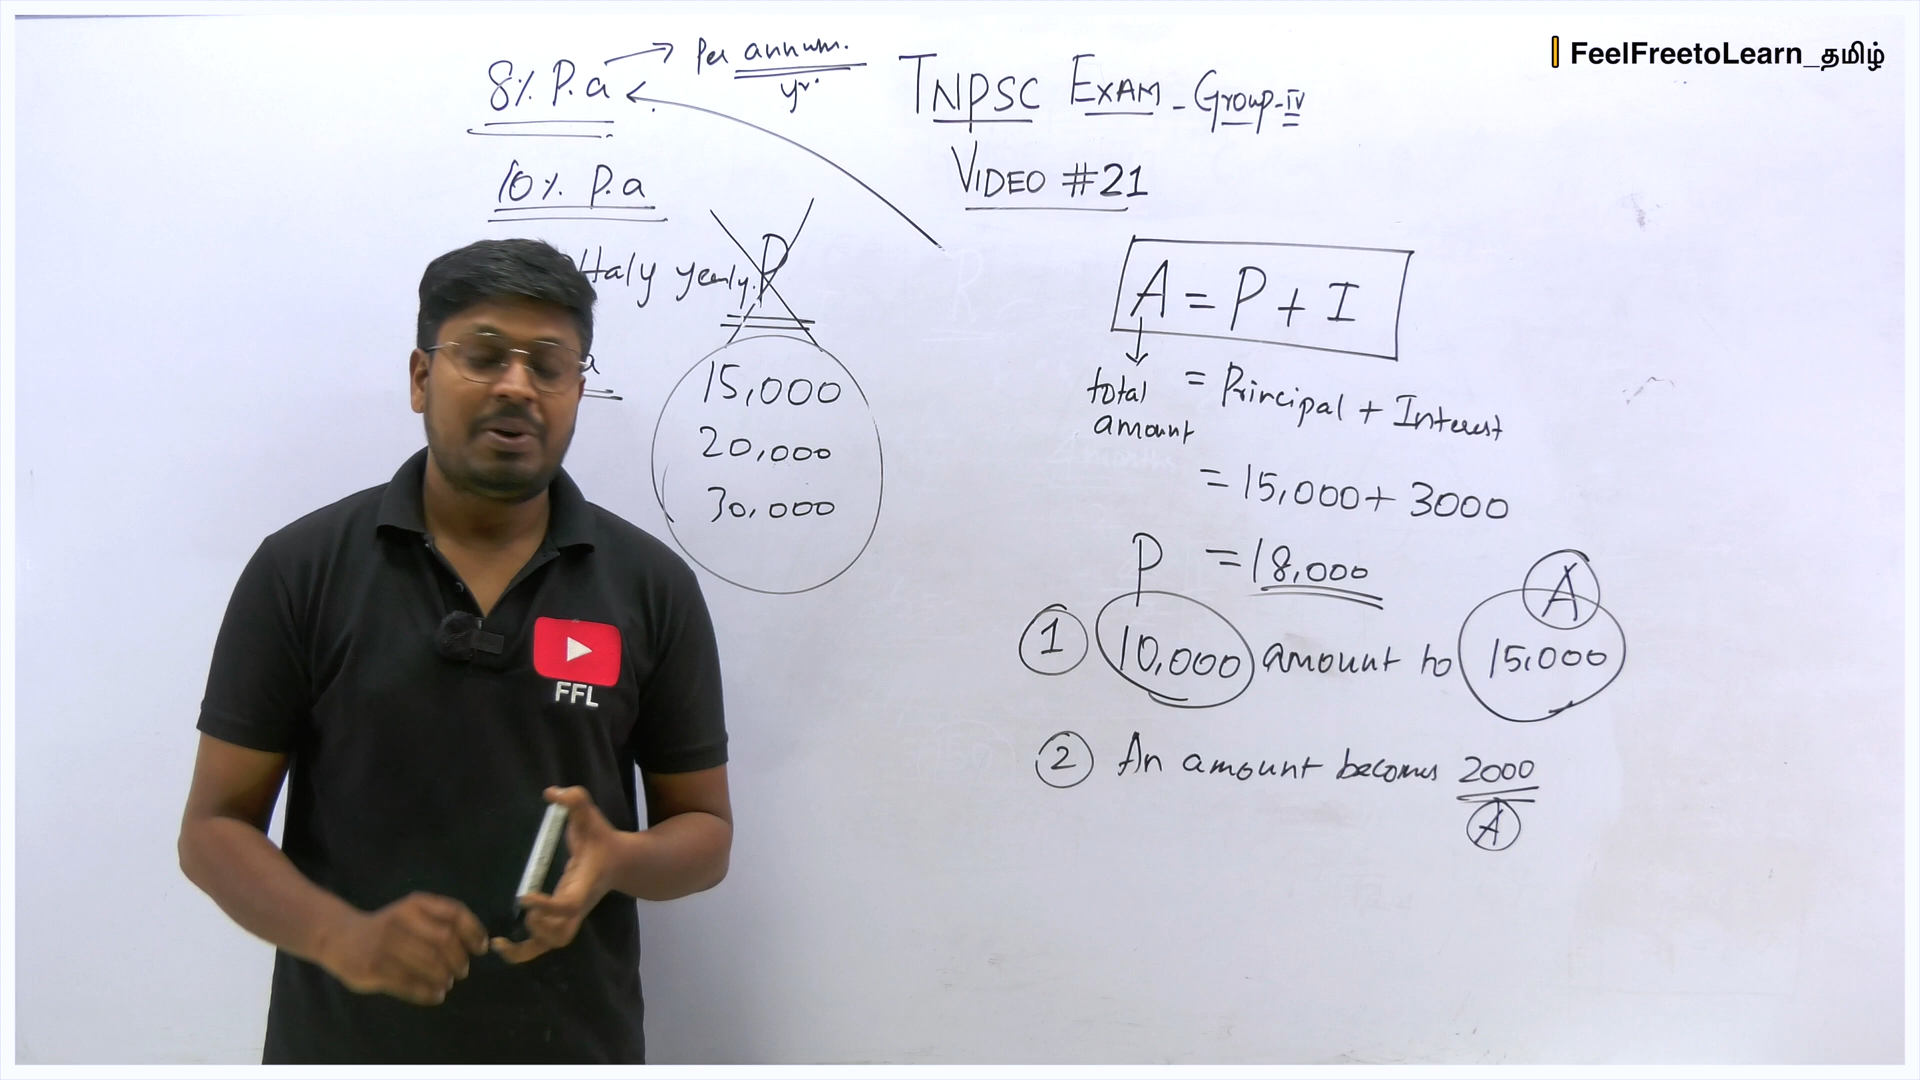 FeelFreetoLearn_தமிழ்
8% P.a → Per annum.
yr.
10% P.a
Haly yearly.
P
15,000
20,000
30,000
TNPSC EXAM - Group-IV
VIDEO #21
A = P + I
total amount = Principal + Interest
= 15,000 + 3000
= 18,000
P
A
1 10,000 amount to 15,000
2 An amount becomes 2000
A
FFL